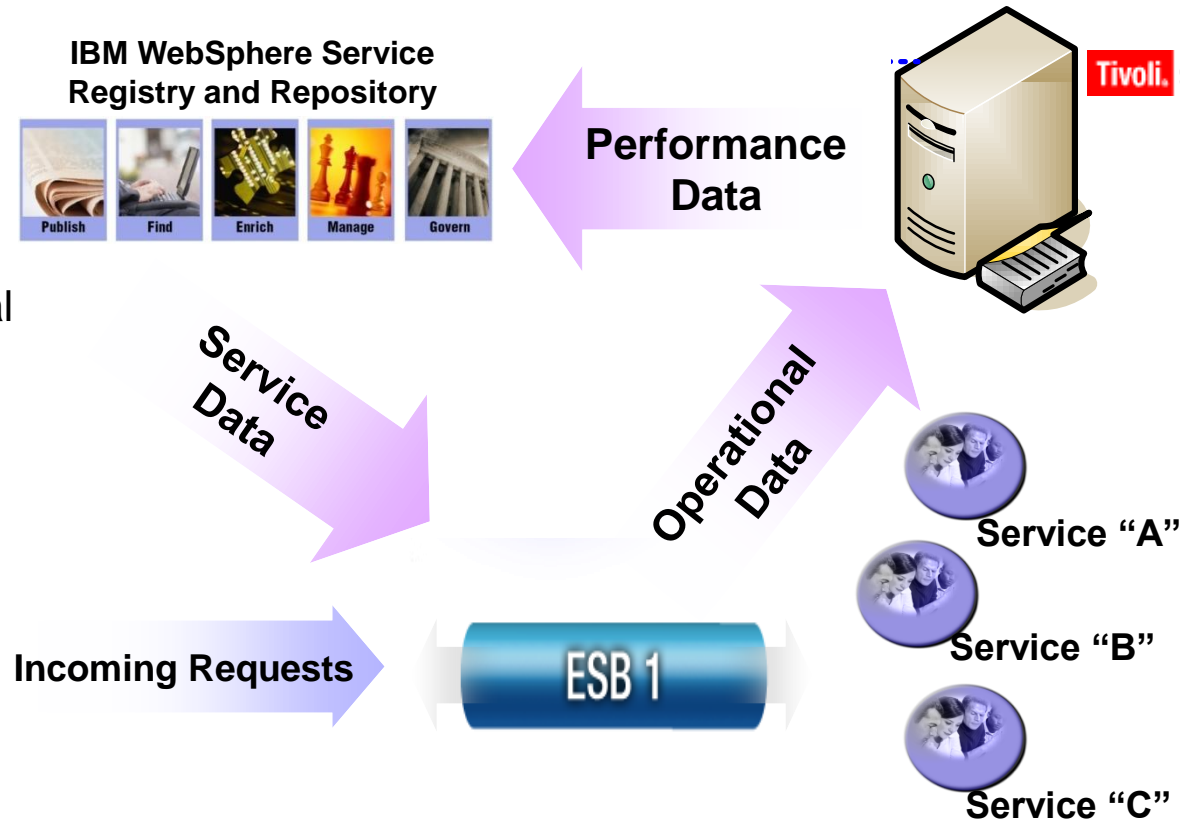 IBM WebSphere Service
Registry and Repository
Publish
Find
Enrich
Manage
Govern
Performance
Data
Tivoli.
al
Service
Data
Operational
Data
Service “A”
Service “B”
Incoming Requests
ESB 1
Service “C”